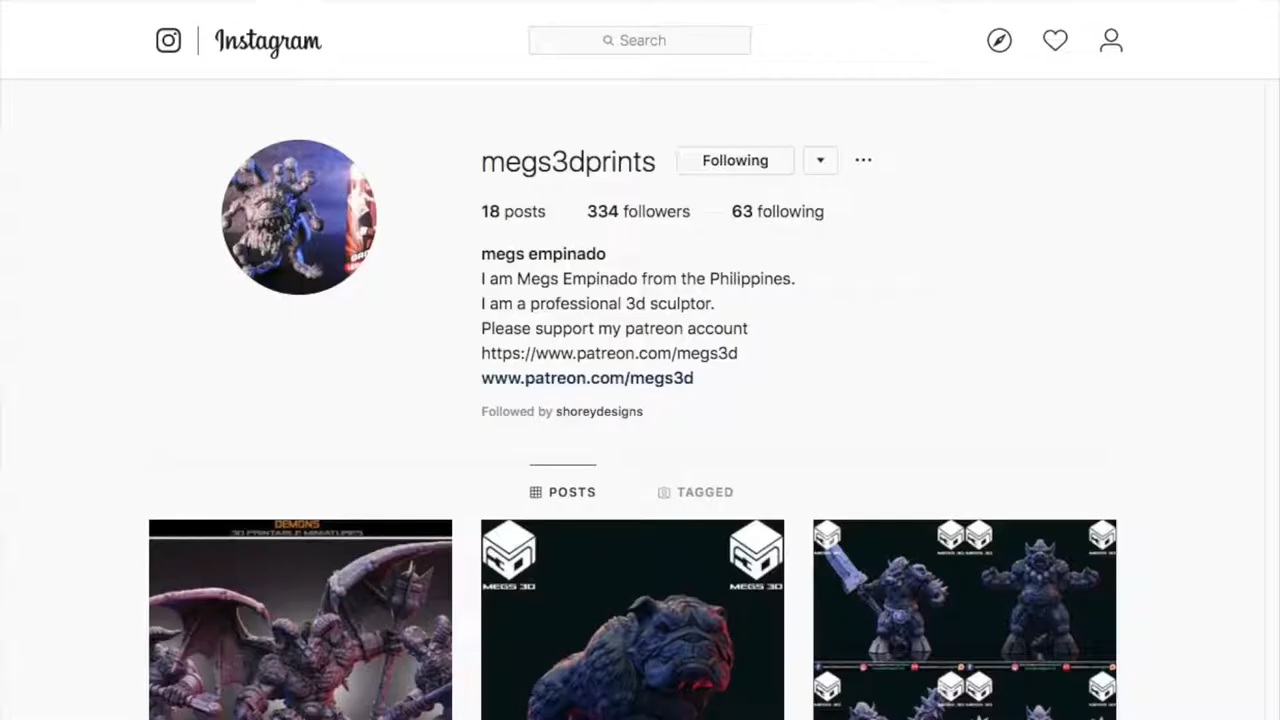 Instagram
Search
megs3dprints Following
18 posts 334 followers 63 following
megs empinado
I am Megs Empinado from the Philippines.
I am a professional 3d sculptor.
Please support my patreon account
https://www.patreon.com/megs3d
www.patreon.com/megs3d
Followed by shoreydesigns
POSTS TAGGED
DEMONS
3D PRINTABLE MINIATURES
MEGS 3D MEGS 3D